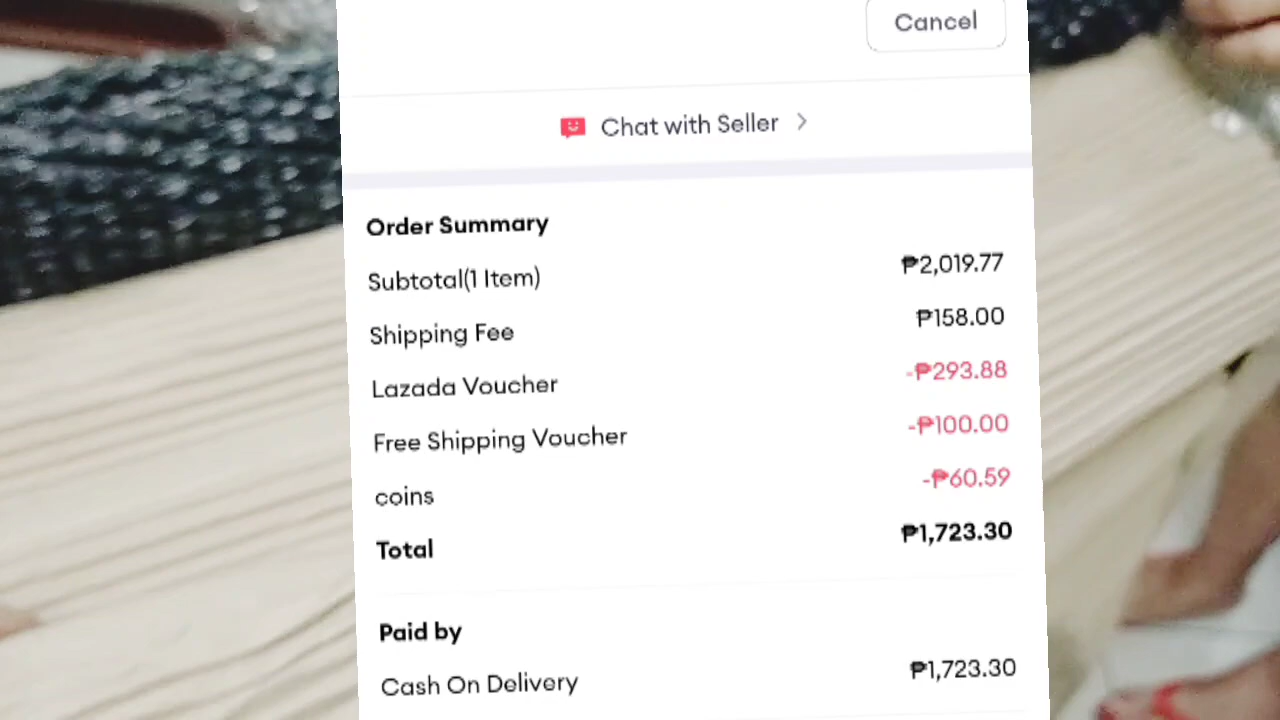 Cancel
Chat with Seller
Order Summary
Subtotal(1 Item) ₱2,019.77
Shipping Fee ₱158.00
Lazada Voucher -₱293.88
Free Shipping Voucher -₱100.00
coins -₱60.59
Total ₱1,723.30
Paid by
Cash On Delivery ₱1,723.30